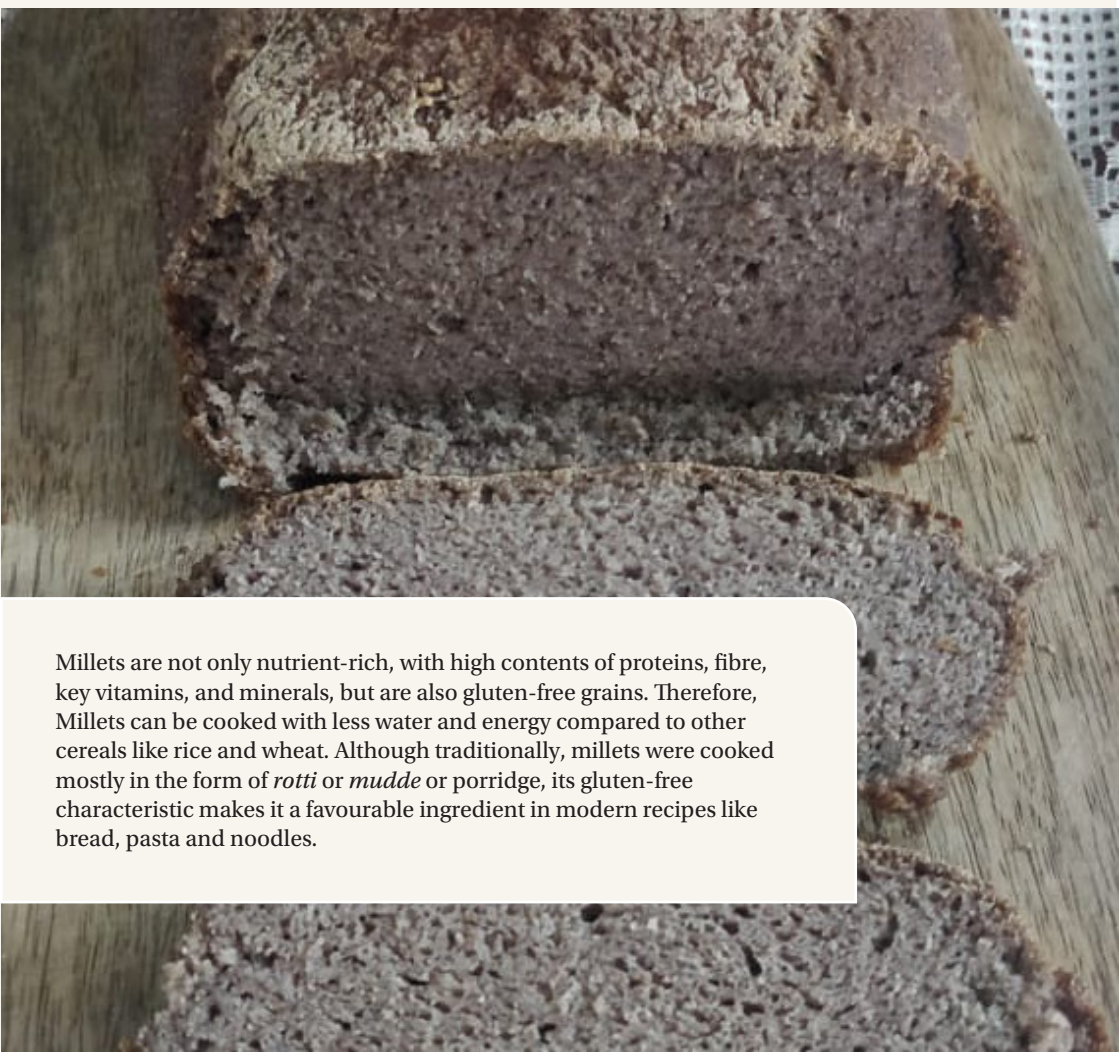 Millets are not only nutrient-rich, with high contents of proteins, fibre,
key vitamins, and minerals, but are also gluten-free grains. Therefore,
Millets can be cooked with less water and energy compared to other
cereals like rice and wheat. Although traditionally, millets were cooked
mostly in the form of rotti or mudde or porridge, its gluten-free
characteristic makes it a favourable ingredient in modern recipes like
bread, pasta and noodles.